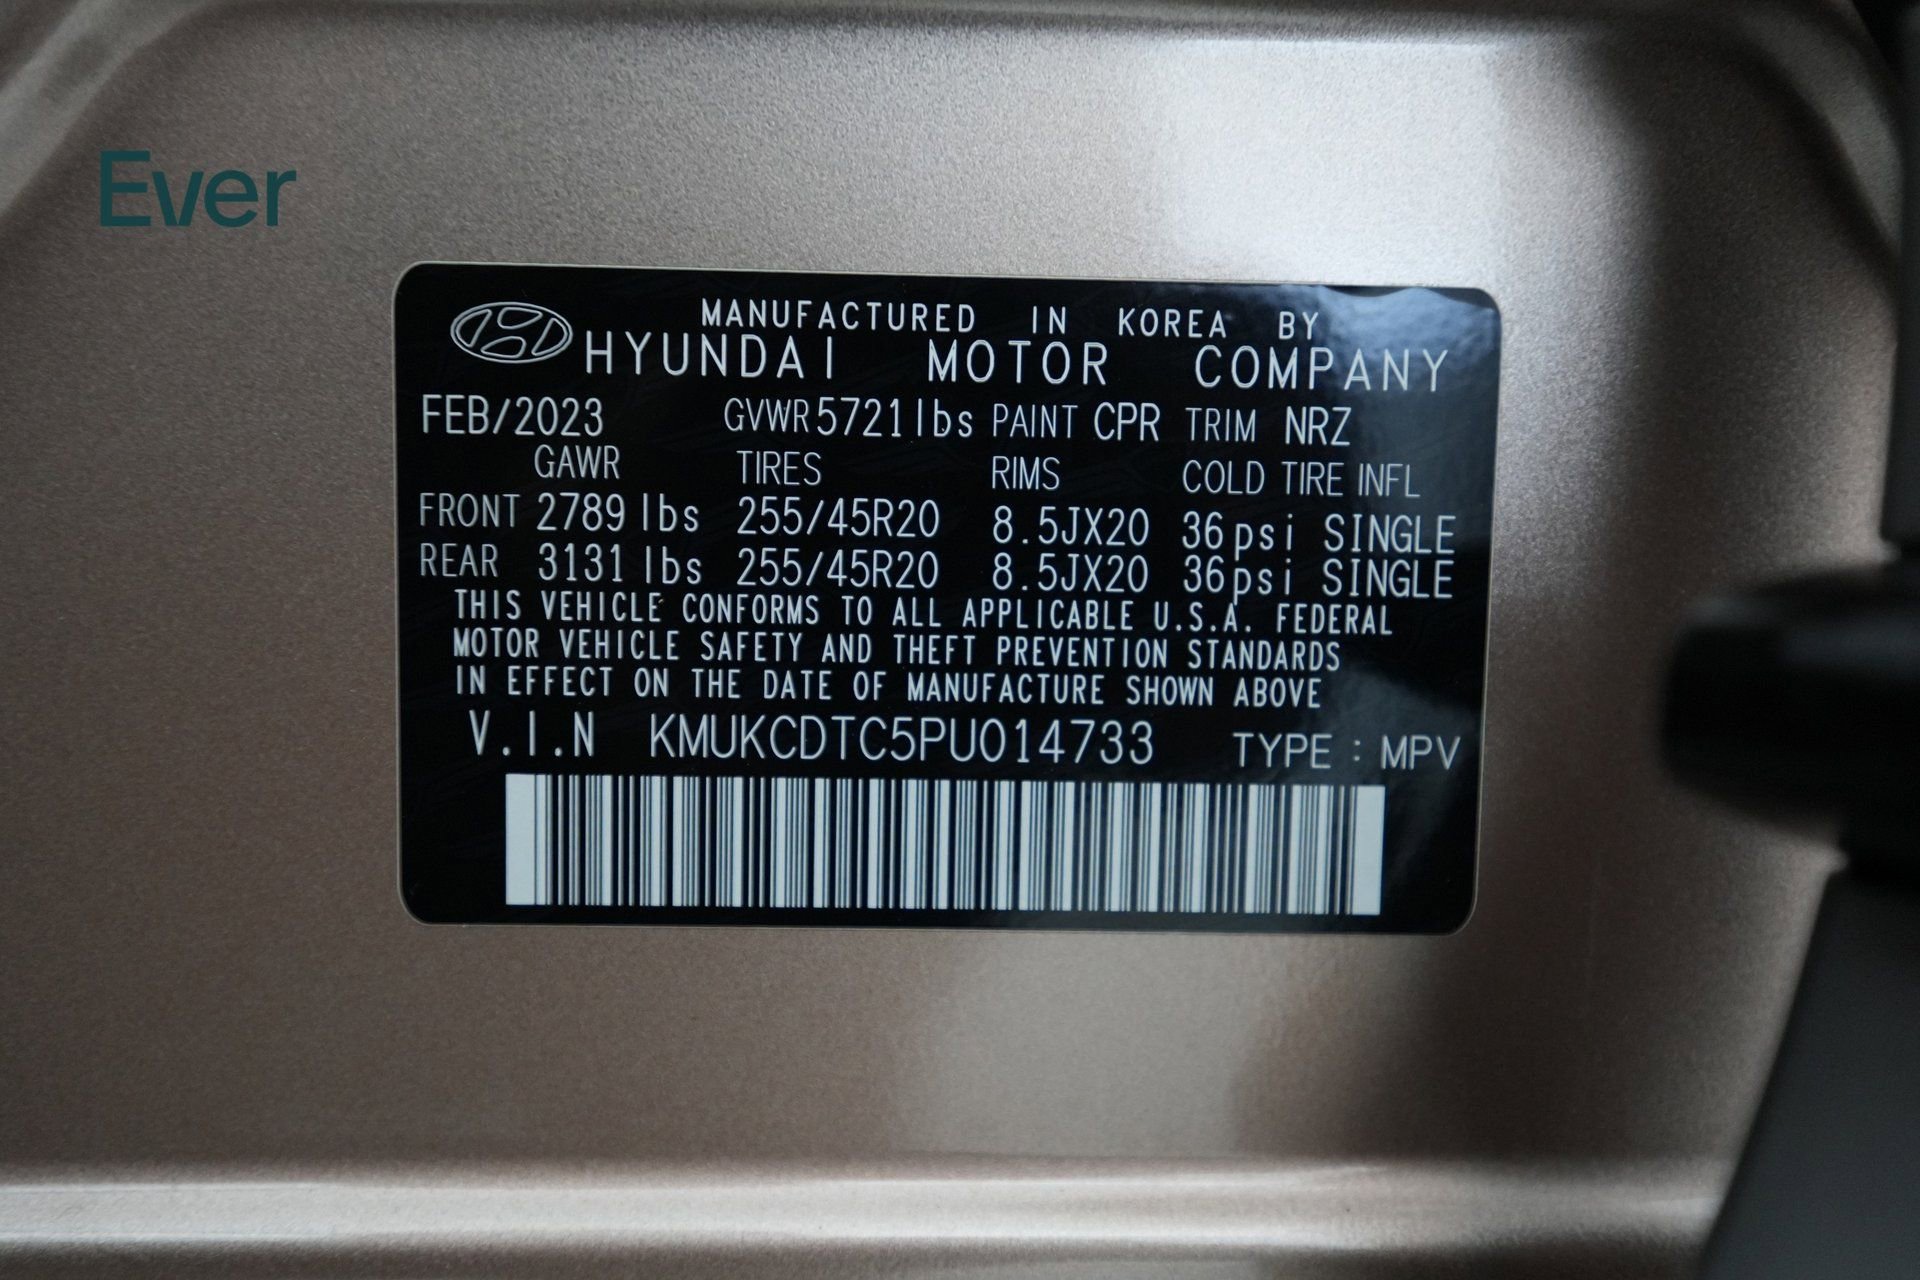 Ever
MANUFACTURED IN KOREA BY
HYUNDAI MOTOR COMPANY
FEB/2023 GVWR 5721 lbs PAINT CPR TRIM NRZ
GAWR TIRES RIMS COLD TIRE INFL
FRONT 2789 lbs 255/45R20 8.5JX20 36psi SINGLE
REAR 3131 lbs 255/45R20 8.5JX20 36psi SINGLE
THIS VEHICLE CONFORMS TO ALL APPLICABLE U.S.A. FEDERAL
MOTOR VEHICLE SAFETY AND THEFT PREVENTION STANDARDS
IN EFFECT ON THE DATE OF MANUFACTURE SHOWN ABOVE
V.I.N KMUKCDTC5PU014733 TYPE : MPV